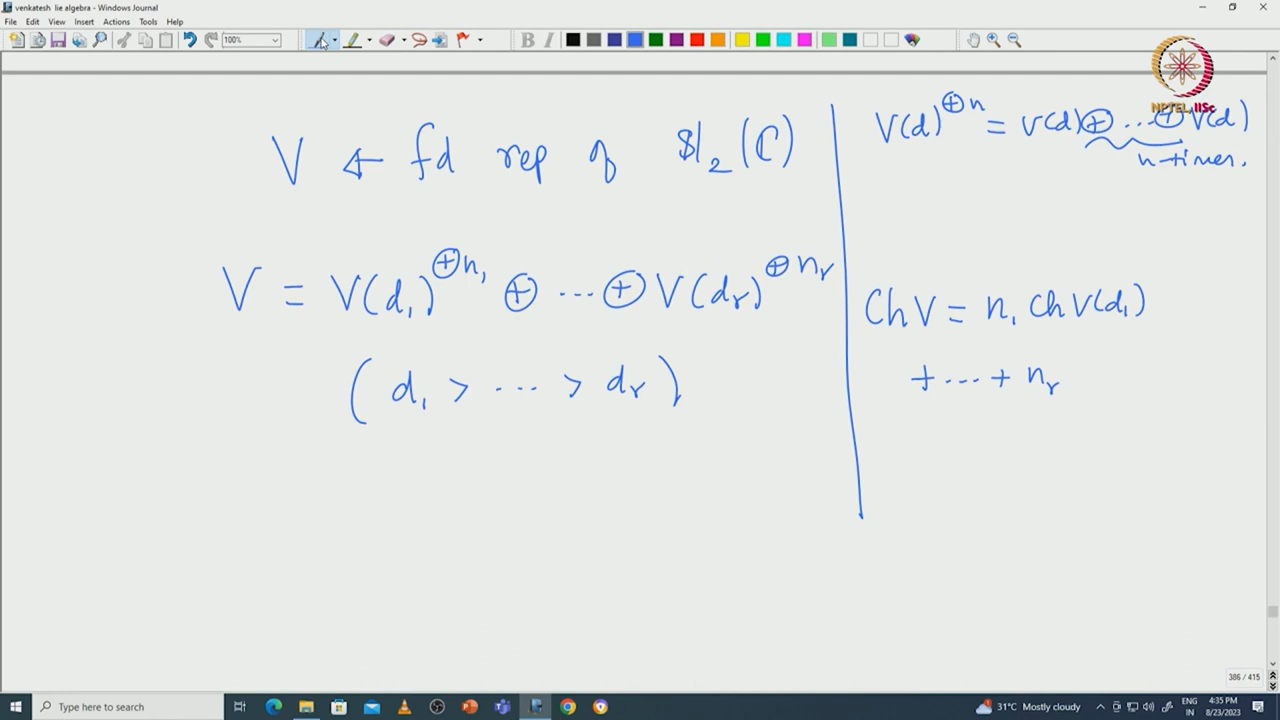 venkatesh lie algebra - Windows Journal
File Edit View Insert Actions Tools Help
100%
B I
NPTEL, IISc
V ← fd rep of sl₂(ℂ)
V = V(d₁)^{⊕n₁} ⊕ ... ⊕ V(dᵣ)^{⊕nᵣ}
(d₁ > ... > dᵣ)
V(d)^{⊕n} = V(d)⊕ ... ⊕V(d)
n-times.
Ch V = n₁ Ch V(d₁)
+ ... + nᵣ
386 / 415
Type here to search
31°C Mostly cloudy
ENG
IN
4:35 PM
8/23/2023